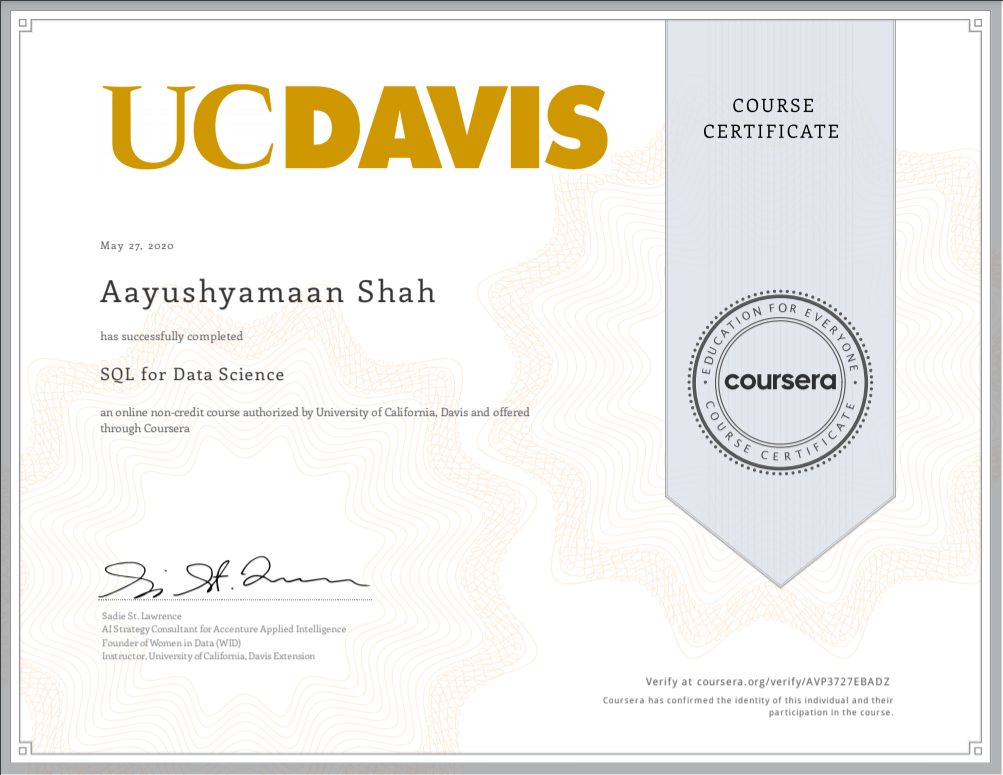 UCDAVIS
COURSE
CERTIFICATE
May 27, 2020
Aayushyamaan Shah
has successfully completed
SQL for Data Science
an online non-credit course authorized by University of California, Davis and offered
through Coursera
EDUCATION FOR EVERYONE
coursera
COURSE CERTIFICATE
Sadie St. Lawrence
AI Strategy Consultant for Accenture Applied Intelligence
Founder of Women in Data (WID)
Instructor, University of California, Davis Extension
Verify at coursera.org/verify/AVP3727EBADZ
Coursera has confirmed the identity of this individual and their
participation in the course.